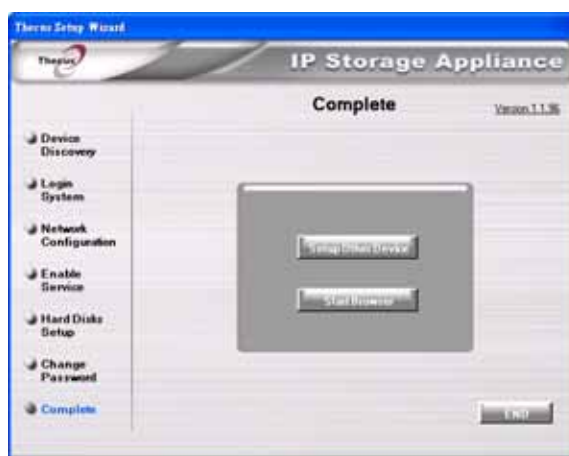 Thecus Setup Wizard
Thecus
IP Storage Appliance
Complete
Version 1.1.36
Device
Discovery
Login
System
Network
Configuration
Enable
Service
Hard Disks
Setup
Change
Password
Complete
Setup Other Device
Start Browser
END